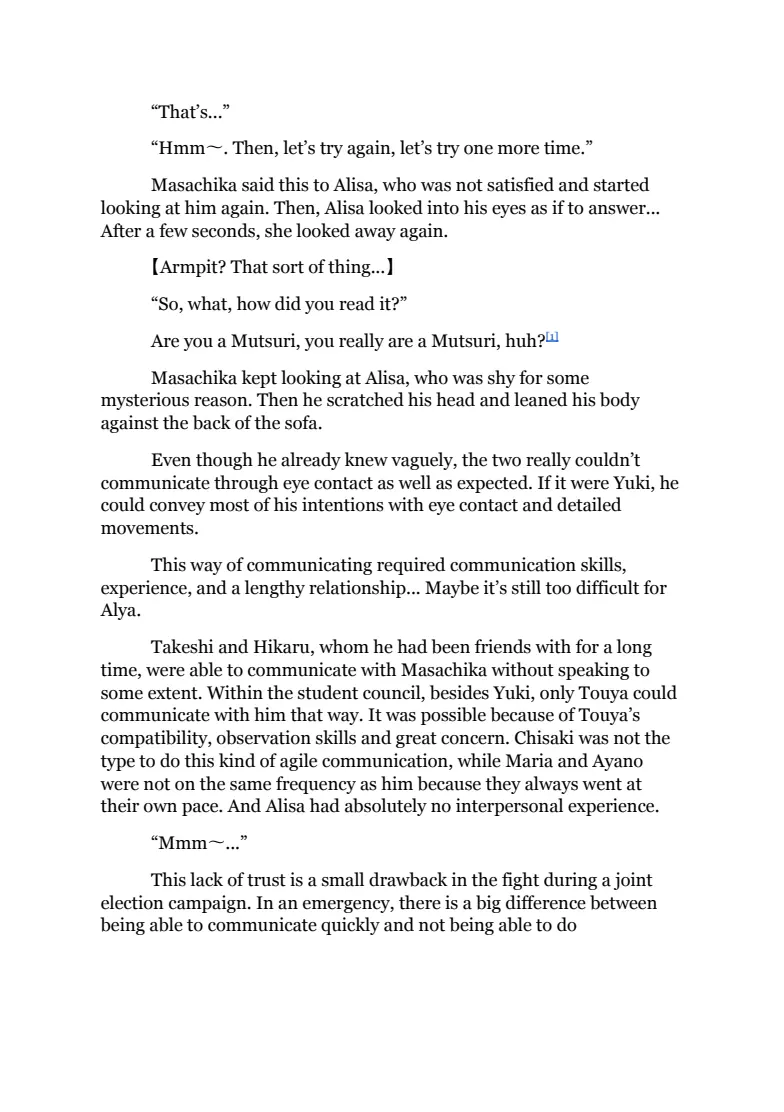 “That’s...”
“Hmm～. Then, let’s try again, let’s try one more time.”
Masachika said this to Alisa, who was not satisfied and started
looking at him again. Then, Alisa looked into his eyes as if to answer...
After a few seconds, she looked away again.
【Armpit? That sort of thing...】
“So, what, how did you read it?”
Are you a Mutsuri, you really are a Mutsuri, huh?[1]
Masachika kept looking at Alisa, who was shy for some
mysterious reason. Then he scratched his head and leaned his body
against the back of the sofa.
Even though he already knew vaguely, the two really couldn’t
communicate through eye contact as well as expected. If it were Yuki, he
could convey most of his intentions with eye contact and detailed
movements.
This way of communicating required communication skills,
experience, and a lengthy relationship... Maybe it’s still too difficult for
Alya.
Takeshi and Hikaru, whom he had been friends with for a long
time, were able to communicate with Masachika without speaking to
some extent. Within the student council, besides Yuki, only Touya could
communicate with him that way. It was possible because of Touya’s
compatibility, observation skills and great concern. Chisaki was not the
type to do this kind of agile communication, while Maria and Ayano
were not on the same frequency as him because they always went at
their own pace. And Alisa had absolutely no interpersonal experience.
“Mmm～...”
This lack of trust is a small drawback in the fight during a joint
election campaign. In an emergency, there is a big difference between
being able to communicate quickly and not being able to do